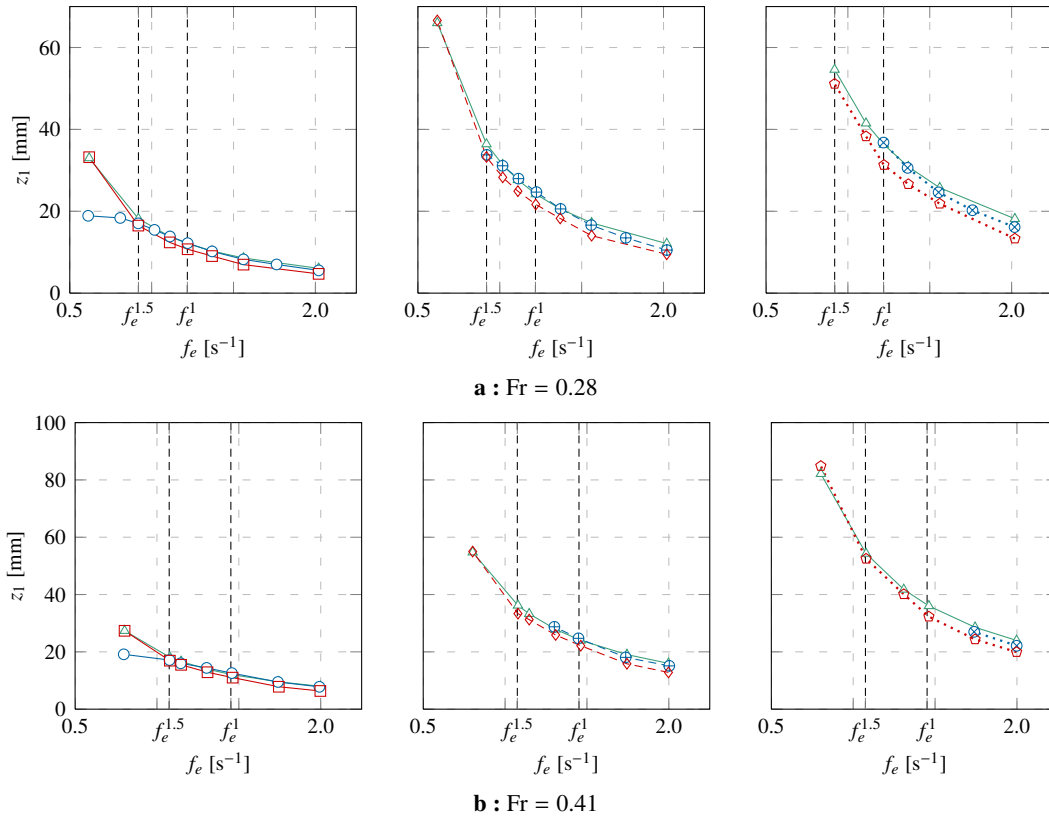 60
40
20
0
z₁ [mm]
0.5 fₑ¹·⁵ fₑ¹ 2.0
fₑ [s⁻¹]
0.5 fₑ¹·⁵ fₑ¹ 2.0
fₑ [s⁻¹]
0.5 fₑ¹·⁵ fₑ¹ 2.0
fₑ [s⁻¹]
a : Fr = 0.28
100
80
60
40
20
0
z₁ [mm]
0.5 fₑ¹·⁵ fₑ¹ 2.0
fₑ [s⁻¹]
0.5 fₑ¹·⁵ fₑ¹ 2.0
fₑ [s⁻¹]
0.5 fₑ¹·⁵ fₑ¹ 2.0
fₑ [s⁻¹]
b : Fr = 0.41